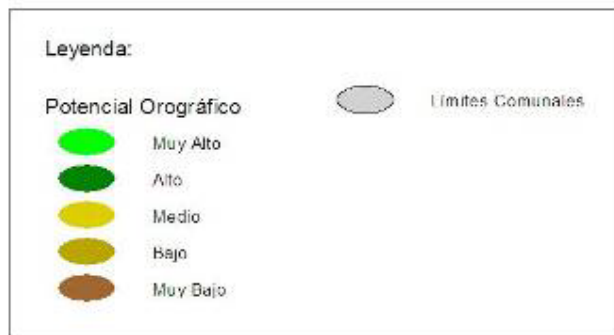 Leyenda:
Potencial Orográfico
Muy Alto
Alto
Medio
Bajo
Muy Bajo
Límites Comunales